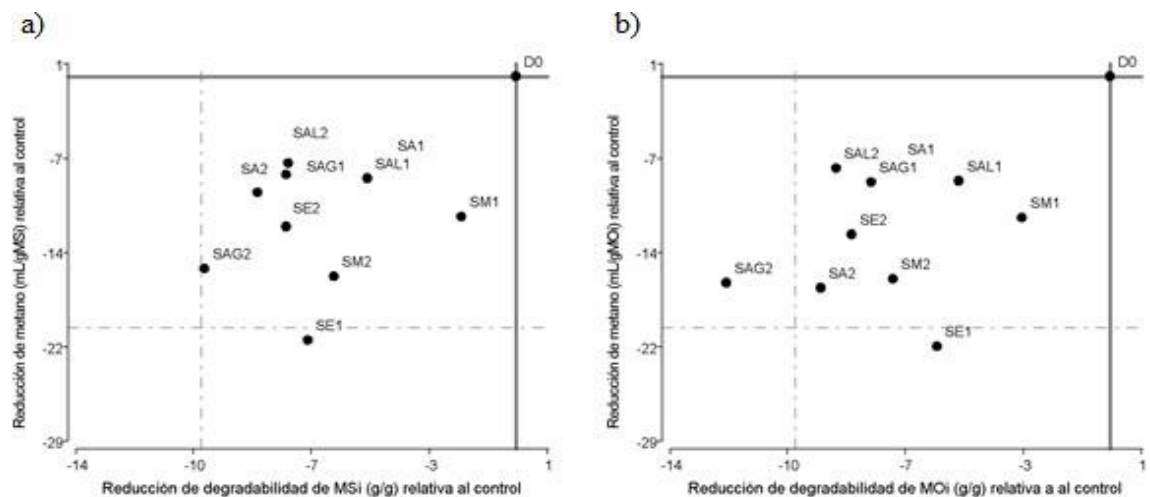 a)
1
-7
-14
-22
-29
-14
-10
-7
-3
1
Reducción de metano (mL/gMSi) relativa al control
Reducción de degradabilidad de MSi (g/g) relativa al control
D0
SAL2
SA1
SA2
SAG1
SAL1
SE2
SM1
SAG2
SM2
SE1
b)
1
-7
-14
-22
-29
-14
-10
-7
-3
1
Reducción de metano (mL/gMOi) relativa al control
Reducción de degradabilidad de MOi (g/g) relativa a al control
D0
SA1
SAL2
SAG1
SAL1
SM1
SE2
SAG2
SA2
SM2
SE1